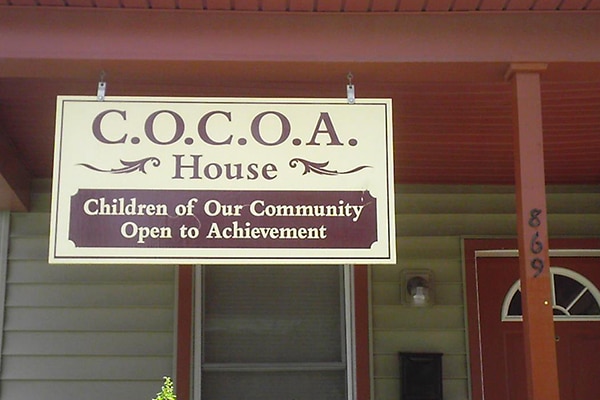 C.O.C.O.A.
House
Children of Our Community
Open to Achievement
869